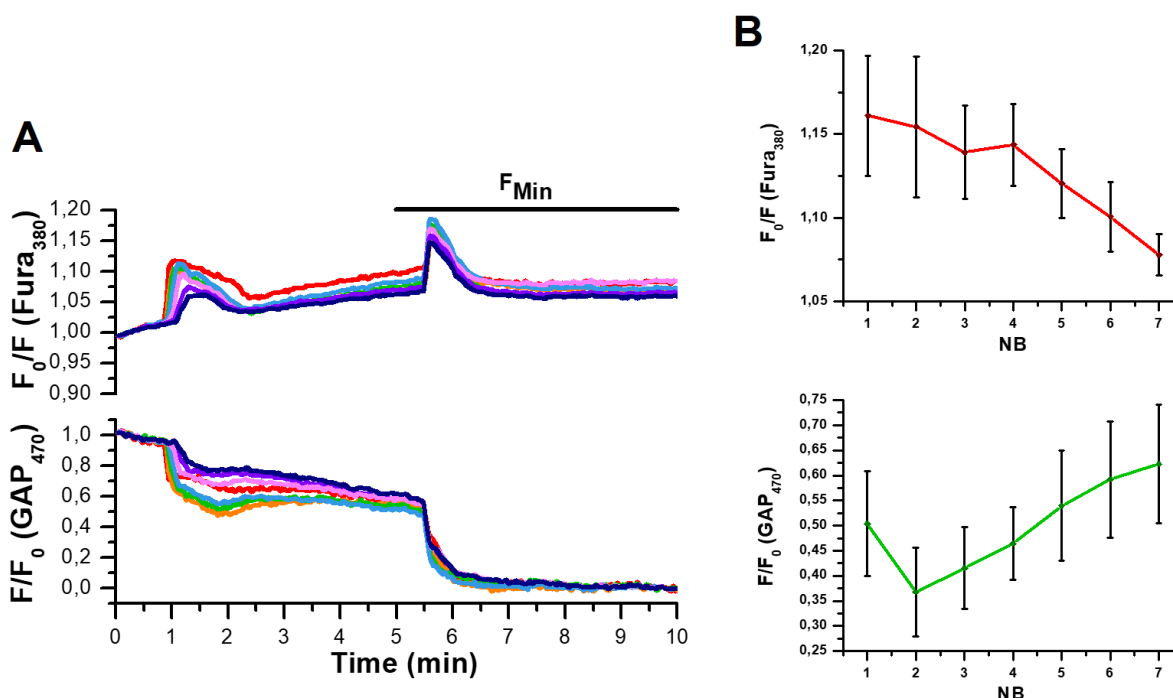 A
F₀/F (Fura₃₈₀)
1,20
1,15
1,10
1,05
1,00
0,95
0,90
F_Min
F/F₀ (GAP₄₇₀)
1,0
0,8
0,6
0,4
0,2
0,0
0 1 2 3 4 5 6 7 8 9 10
Time (min)
B
F₀/F (Fura₃₈₀)
1,20
1,15
1,10
1,05
1 2 3 4 5 6 7
NB
F/F₀ (GAP₄₇₀)
0,75
0,70
0,65
0,60
0,55
0,50
0,45
0,40
0,35
0,30
0,25
1 2 3 4 5 6 7
NB